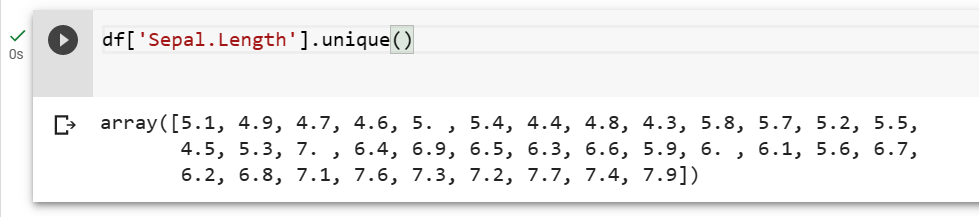 0s
df['Sepal.Length'].unique()
array([5.1, 4.9, 4.7, 4.6, 5. , 5.4, 4.4, 4.8, 4.3, 5.8, 5.7, 5.2, 5.5,
4.5, 5.3, 7. , 6.4, 6.9, 6.5, 6.3, 6.6, 5.9, 6. , 6.1, 5.6, 6.7,
6.2, 6.8, 7.1, 7.6, 7.3, 7.2, 7.7, 7.4, 7.9])